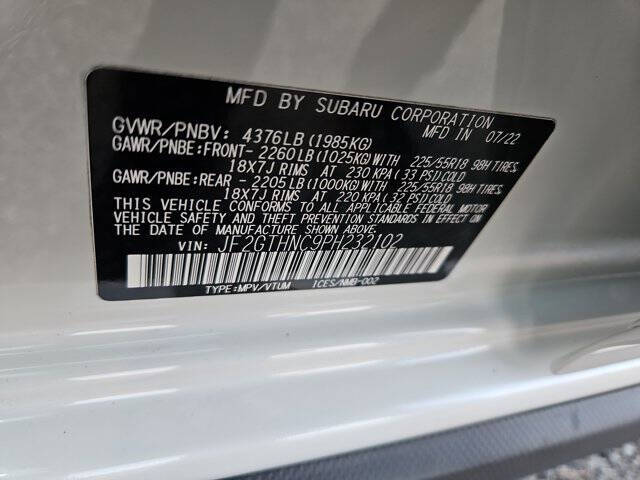 MFD BY SUBARU CORPORATION
GVWR/PNBV: 4376LB(1985KG) MFD IN 07/22
GAWR/PNBE:FRONT- 2260LB(1025KG)WITH 225/55R18 98H TIRES,
18X7J RIMS AT 230 KPA(33 PSI)COLD
GAWR/PNBE:REAR - 2205LB(1000KG)WITH 225/55R18 98H TIRES,
18X7J RIMS AT 220 KPA(32 PSI)COLD
THIS VEHICLE CONFORMS TO ALL APPLICABLE FEDERAL MOTOR
VEHICLE SAFETY AND THEFT PREVENTION STANDARDS IN EFFECT ON
THE DATE OF MANUFACTURE SHOWN ABOVE.
VIN: JF2GTHNC9PH232102
TYPE:MPV/VTUM ICES/NMB-002